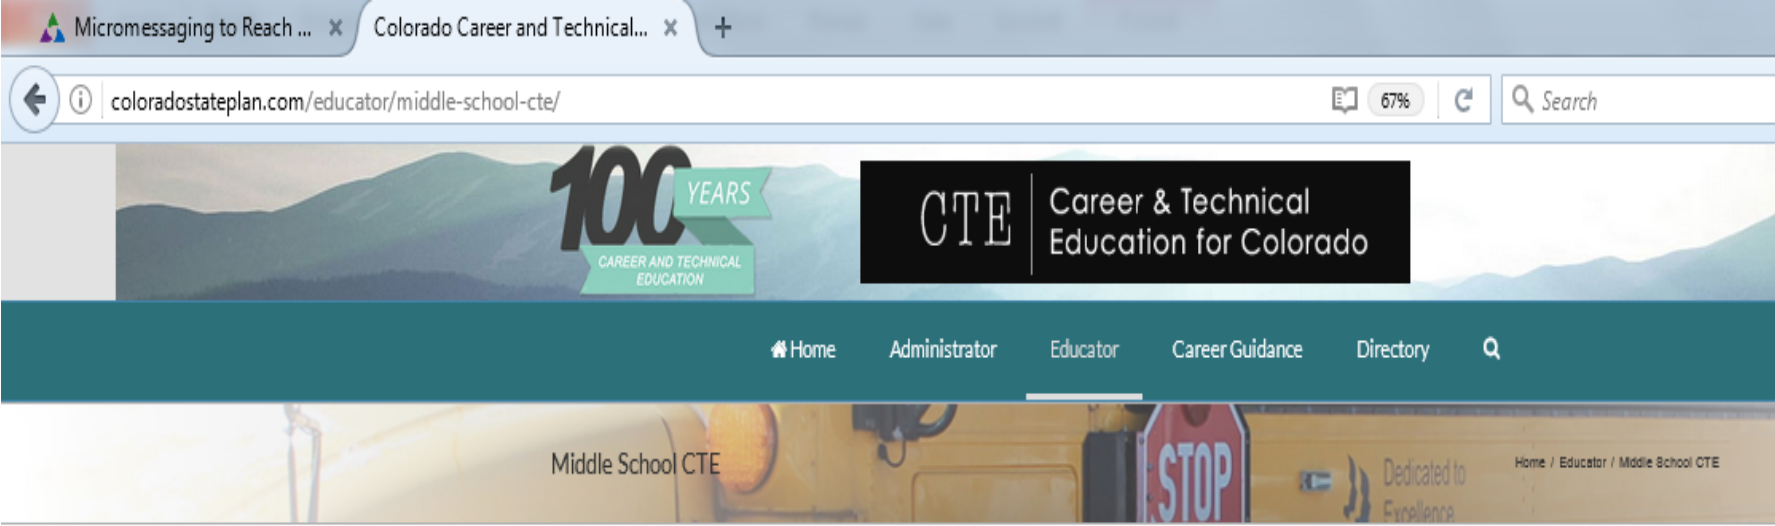 Micromessaging to Reach ...
Colorado Career and Technical...
coloradostateplan.com/educator/middle-school-cte/
67%
Search
100 YEARS
CAREER AND TECHNICAL
EDUCATION
CTE
Career & Technical
Education for Colorado
Home
Administrator
Educator
Career Guidance
Directory
Middle School CTE
STOP
Dedicated to
Excellence
Home / Educator / Middle School CTE